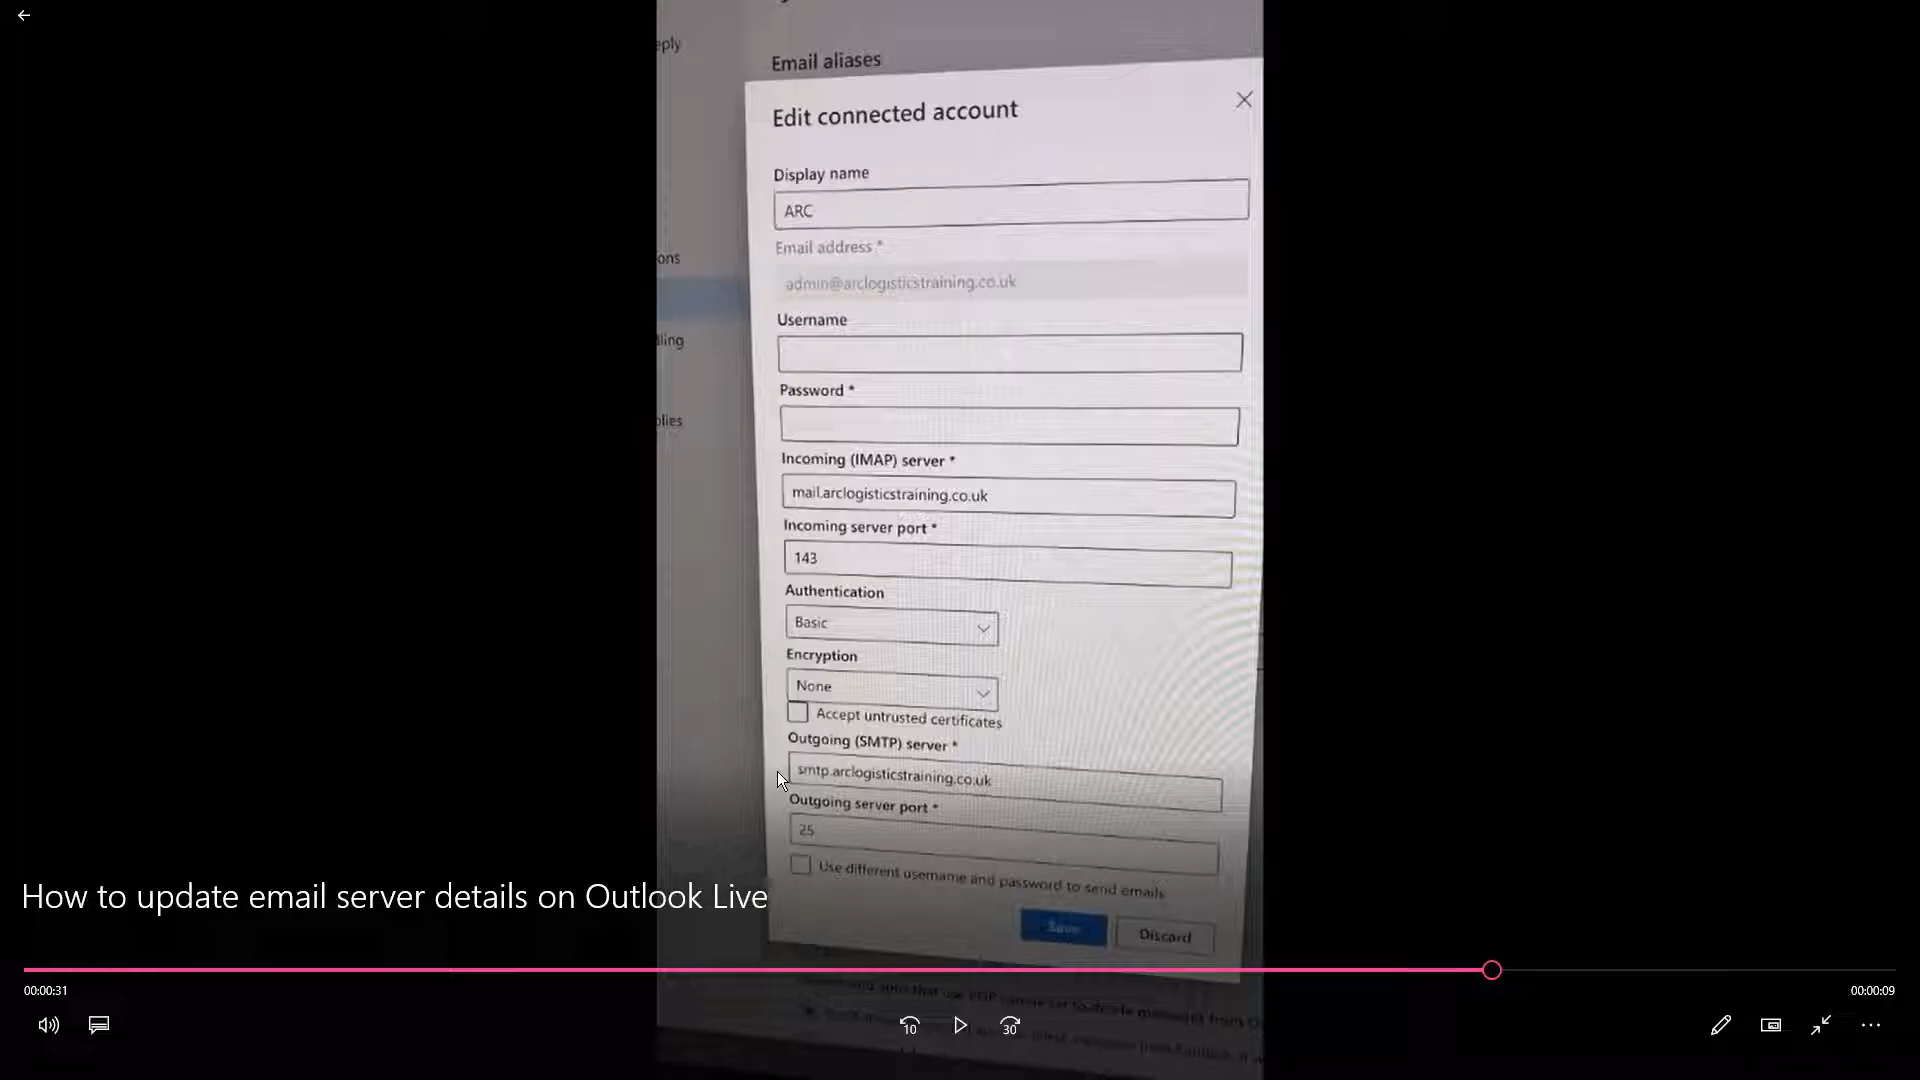 eply
Email aliases
Edit connected account
Display name
ARC
Email address *
admin@arclogisticstraining.co.uk
ons
Username
lling
Password *
plies
Incoming (IMAP) server *
mail.arclogisticstraining.co.uk
Incoming server port *
143
Authentication
Basic
Encryption
None
Accept untrusted certificates
Outgoing (SMTP) server *
smtp.arclogisticstraining.co.uk
Outgoing server port *
25
Use different username and password to send emails
How to update email server details on Outlook Live
Save
Discard
00:00:31
00:00:09
10
30